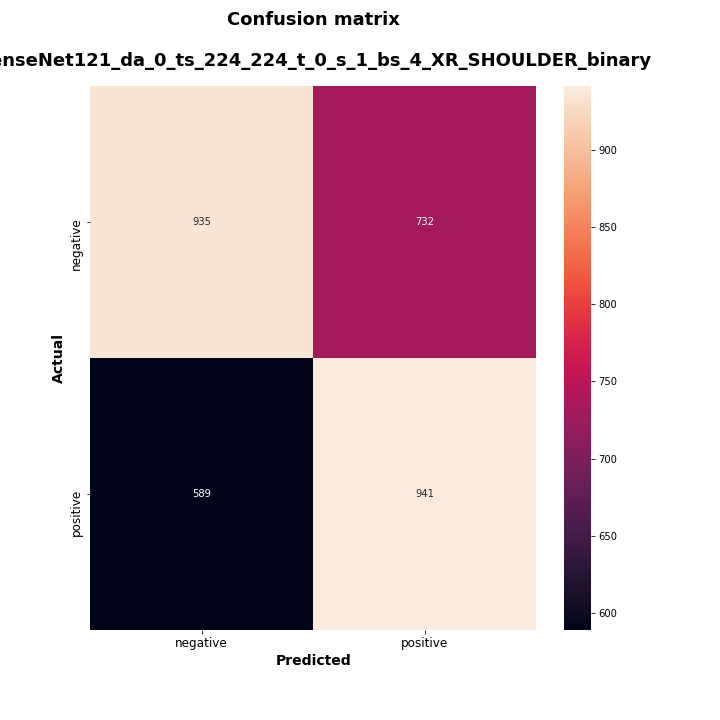 Confusion matrix
enseNet121_da_0_ts_224_224_t_0_s_1_bs_4_XR_SHOULDER_binary
935 732
589 941
negative
positive
Actual
negative positive
Predicted
900
850
800
750
700
650
600